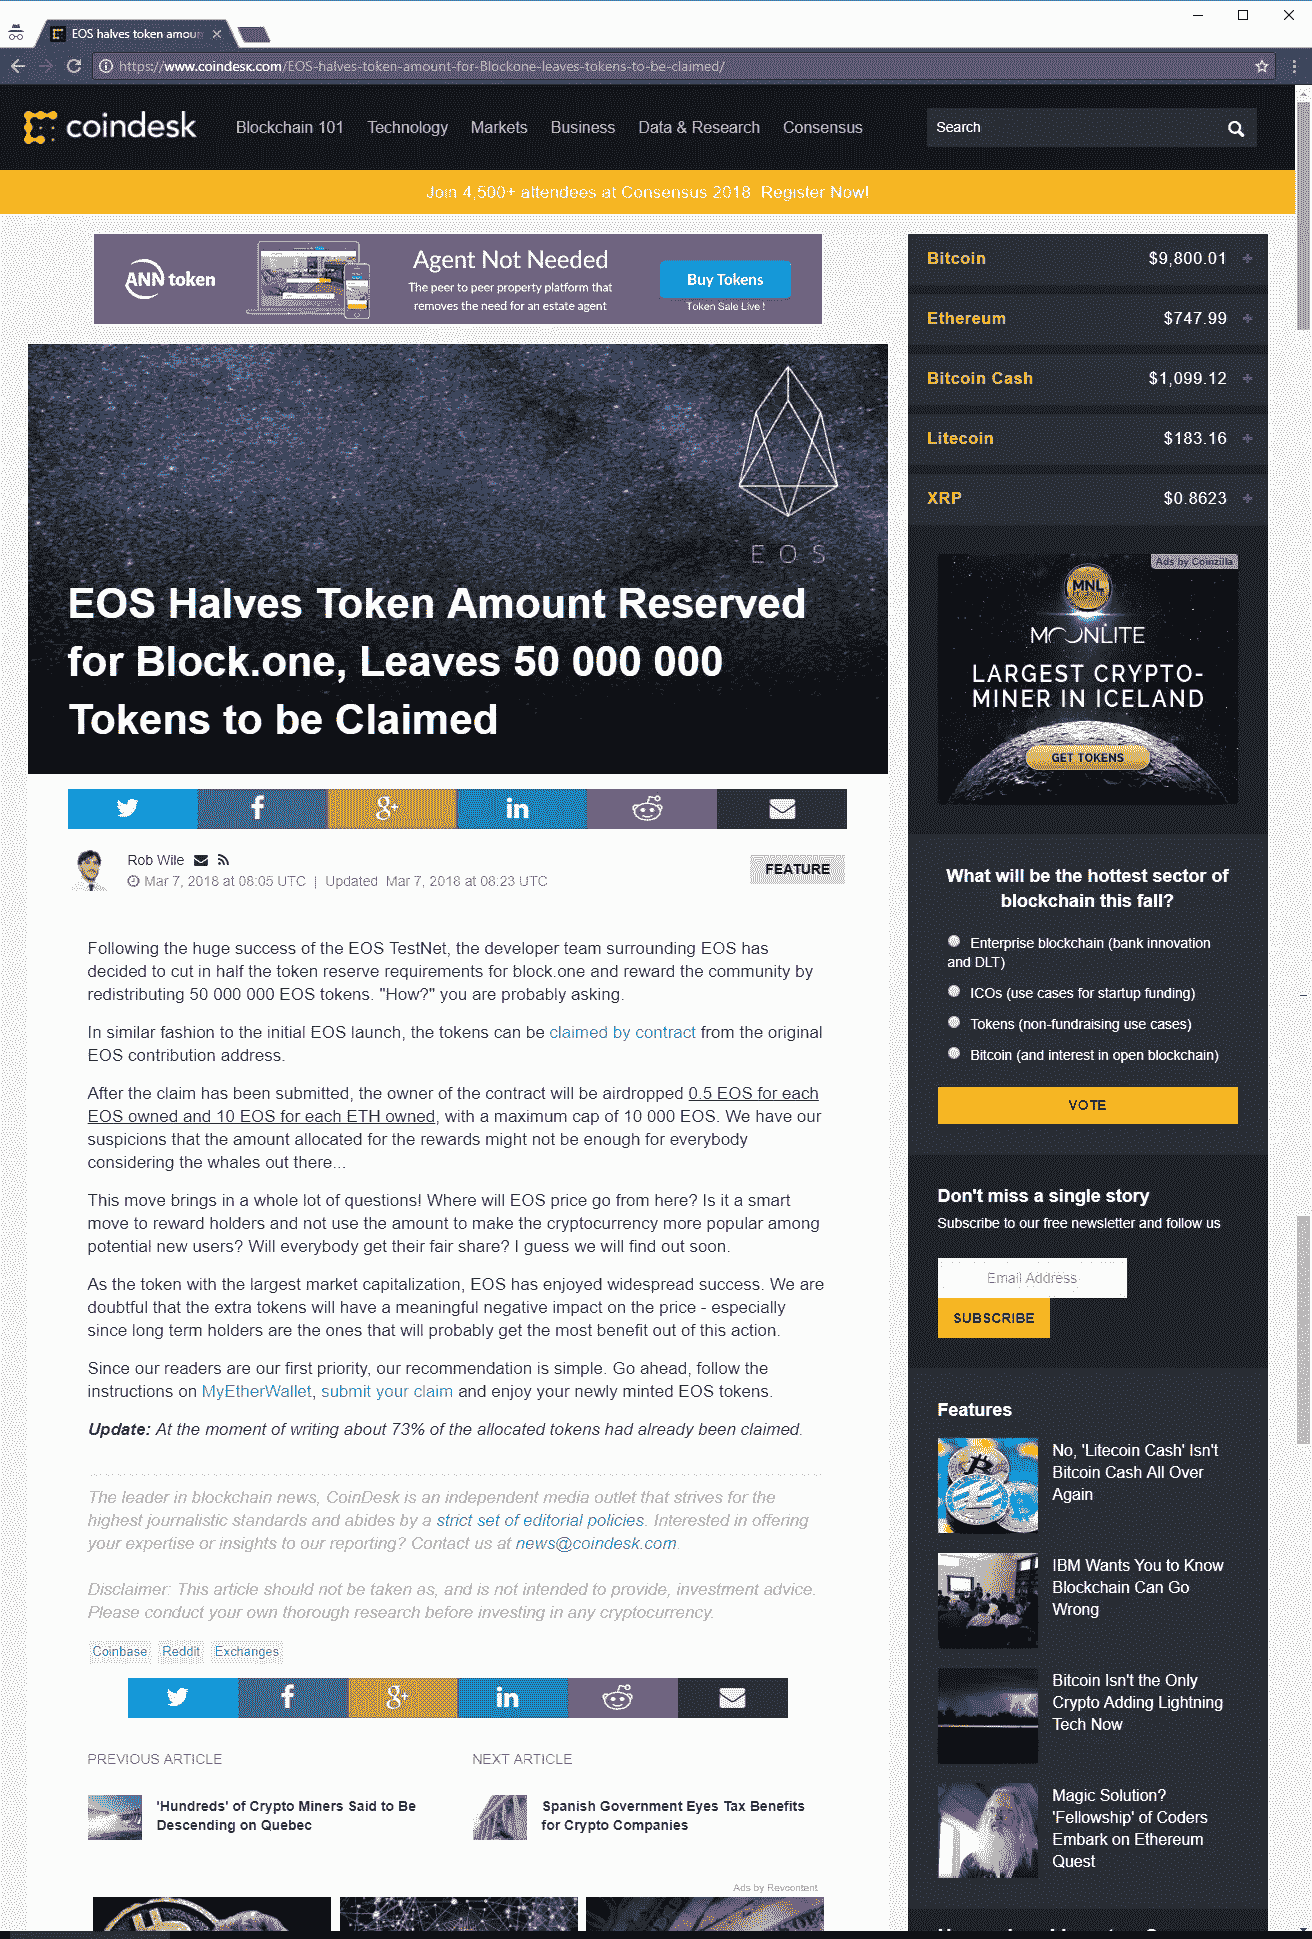 EOS halves token amoun
https://www.coindesk.com/EOS-halves-token-amount-for-Blockone-leaves-tokens-to-be-claimed/
coindesk
Blockchain 101 Technology Markets Business Data & Research Consensus
Search
Join 4,500+ attendees at Consensus 2018 Register Now!
ANN token
Agent Not Needed
The peer to peer property platform that
removes the need for an estate agent
Buy Tokens
Token Sale Live !
EOS
EOS Halves Token Amount Reserved
for Block.one, Leaves 50 000 000
Tokens to be Claimed
Rob Wile
Mar 7, 2018 at 08:05 UTC | Updated Mar 7, 2018 at 08:23 UTC
FEATURE
Following the huge success of the EOS TestNet, the developer team surrounding EOS has
decided to cut in half the token reserve requirements for block.one and reward the community by
redistributing 50 000 000 EOS tokens. "How?" you are probably asking.
In similar fashion to the initial EOS launch, the tokens can be claimed by contract from the original
EOS contribution address.
After the claim has been submitted, the owner of the contract will be airdropped 0.5 EOS for each
EOS owned and 10 EOS for each ETH owned, with a maximum cap of 10 000 EOS. We have our
suspicions that the amount allocated for the rewards might not be enough for everybody
considering the whales out there...
This move brings in a whole lot of questions! Where will EOS price go from here? Is it a smart
move to reward holders and not use the amount to make the cryptocurrency more popular among
potential new users? Will everybody get their fair share? I guess we will find out soon.
As the token with the largest market capitalization, EOS has enjoyed widespread success. We are
doubtful that the extra tokens will have a meaningful negative impact on the price - especially
since long term holders are the ones that will probably get the most benefit out of this action.
Since our readers are our first priority, our recommendation is simple. Go ahead, follow the
instructions on MyEtherWallet, submit your claim and enjoy your newly minted EOS tokens.
Update: At the moment of writing about 73% of the allocated tokens had already been claimed.
The leader in blockchain news, CoinDesk is an independent media outlet that strives for the
highest journalistic standards and abides by a strict set of editorial policies. Interested in offering
your expertise or insights to our reporting? Contact us at news@coindesk.com.
Disclaimer: This article should not be taken as, and is not intended to provide, investment advice.
Please conduct your own thorough research before investing in any cryptocurrency.
Coinbase Reddit Exchanges
PREVIOUS ARTICLE
'Hundreds' of Crypto Miners Said to Be
Descending on Quebec
NEXT ARTICLE
Spanish Government Eyes Tax Benefits
for Crypto Companies
Ads by Revcontent
Bitcoin $9,800.01
Ethereum $747.99
Bitcoin Cash $1,099.12
Litecoin $183.16
XRP $0.8623
Ads by Coinzilla
MNL
MOONLITE
LARGEST CRYPTO-
MINER IN ICELAND
GET TOKENS
What will be the hottest sector of
blockchain this fall?
Enterprise blockchain (bank innovation
and DLT)
ICOs (use cases for startup funding)
Tokens (non-fundraising use cases)
Bitcoin (and interest in open blockchain)
VOTE
Don't miss a single story
Subscribe to our free newsletter and follow us
Email Address
SUBSCRIBE
Features
No, 'Litecoin Cash' Isn't
Bitcoin Cash All Over
Again
IBM Wants You to Know
Blockchain Can Go
Wrong
Bitcoin Isn't the Only
Crypto Adding Lightning
Tech Now
Magic Solution?
'Fellowship' of Coders
Embark on Ethereum
Quest